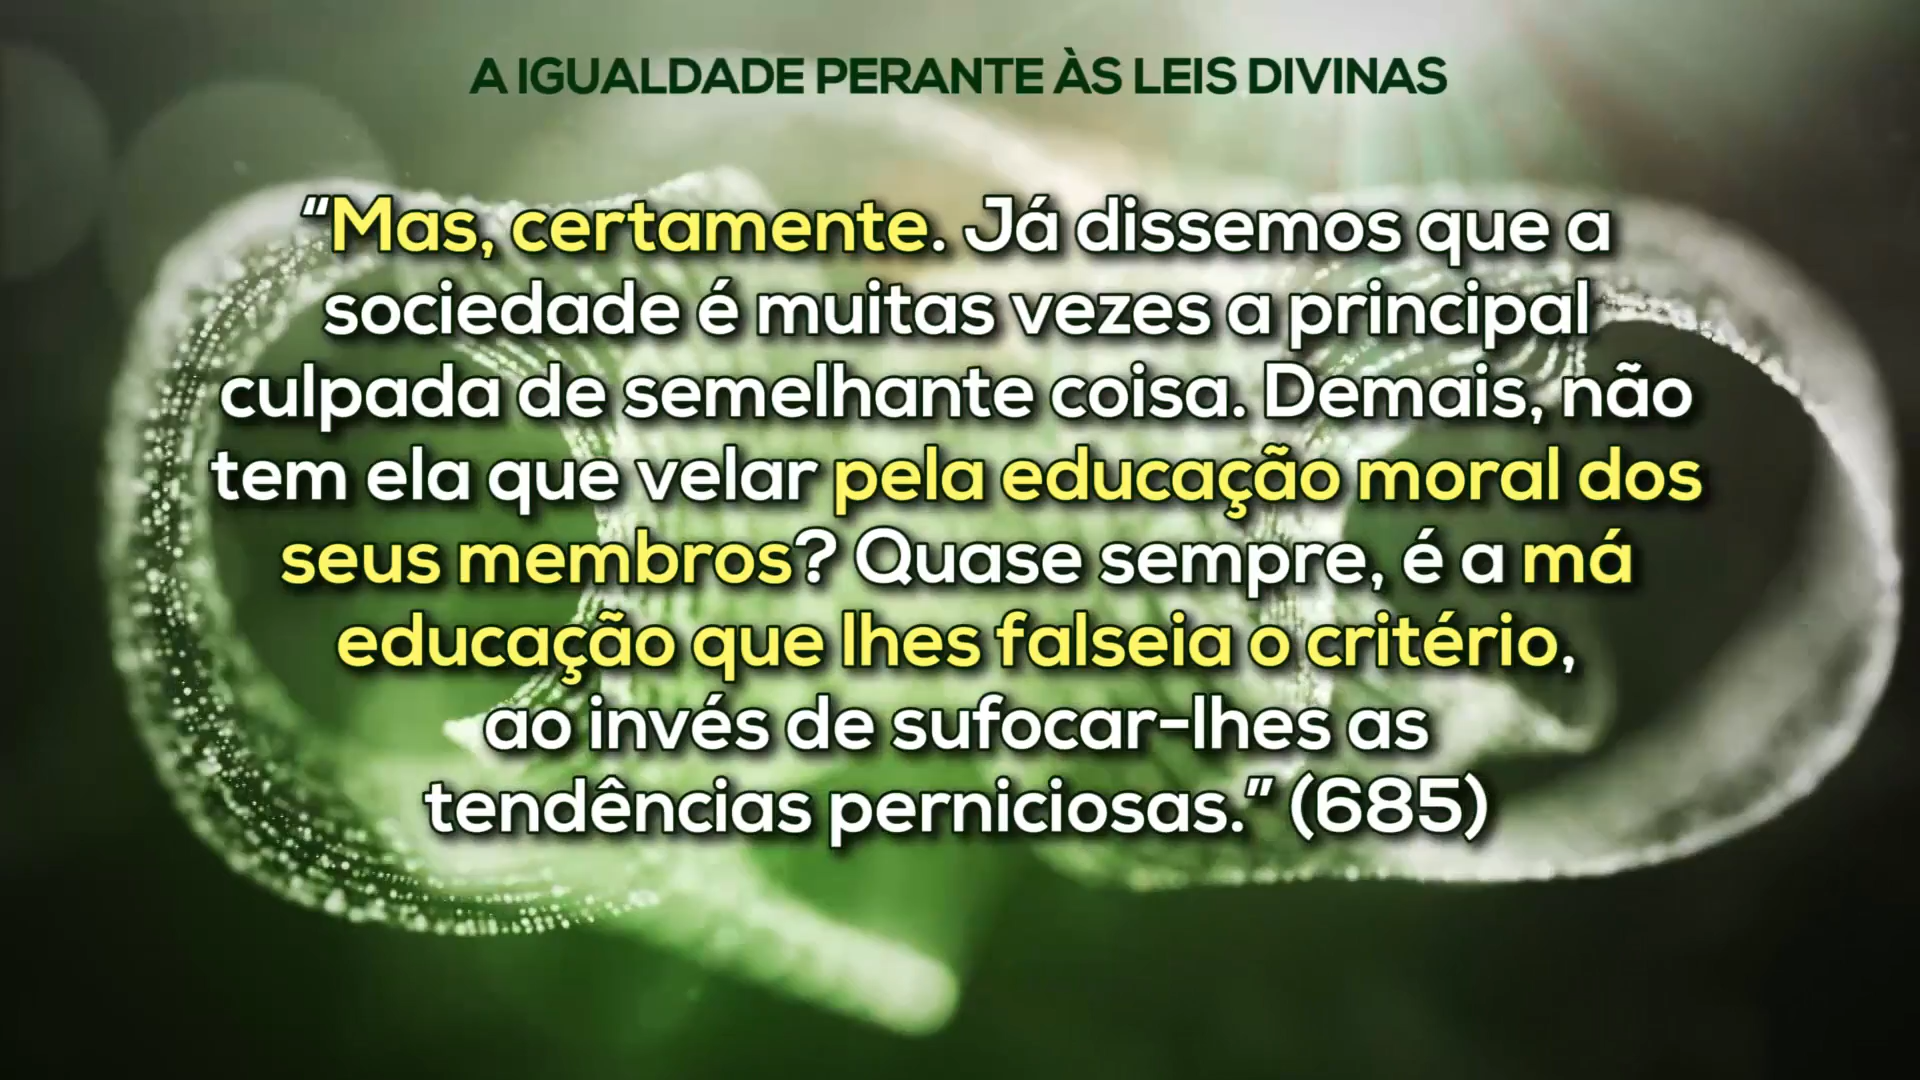 A IGUALDADE PERANTE ÀS LEIS DIVINAS
“Mas, certamente. Já dissemos que a
sociedade é muitas vezes a principal
culpada de semelhante coisa. Demais, não
tem ela que velar pela educação moral dos
seus membros? Quase sempre, é a má
educação que lhes falseia o critério,
ao invés de sufocar-lhes as
tendências perniciosas.” (685)